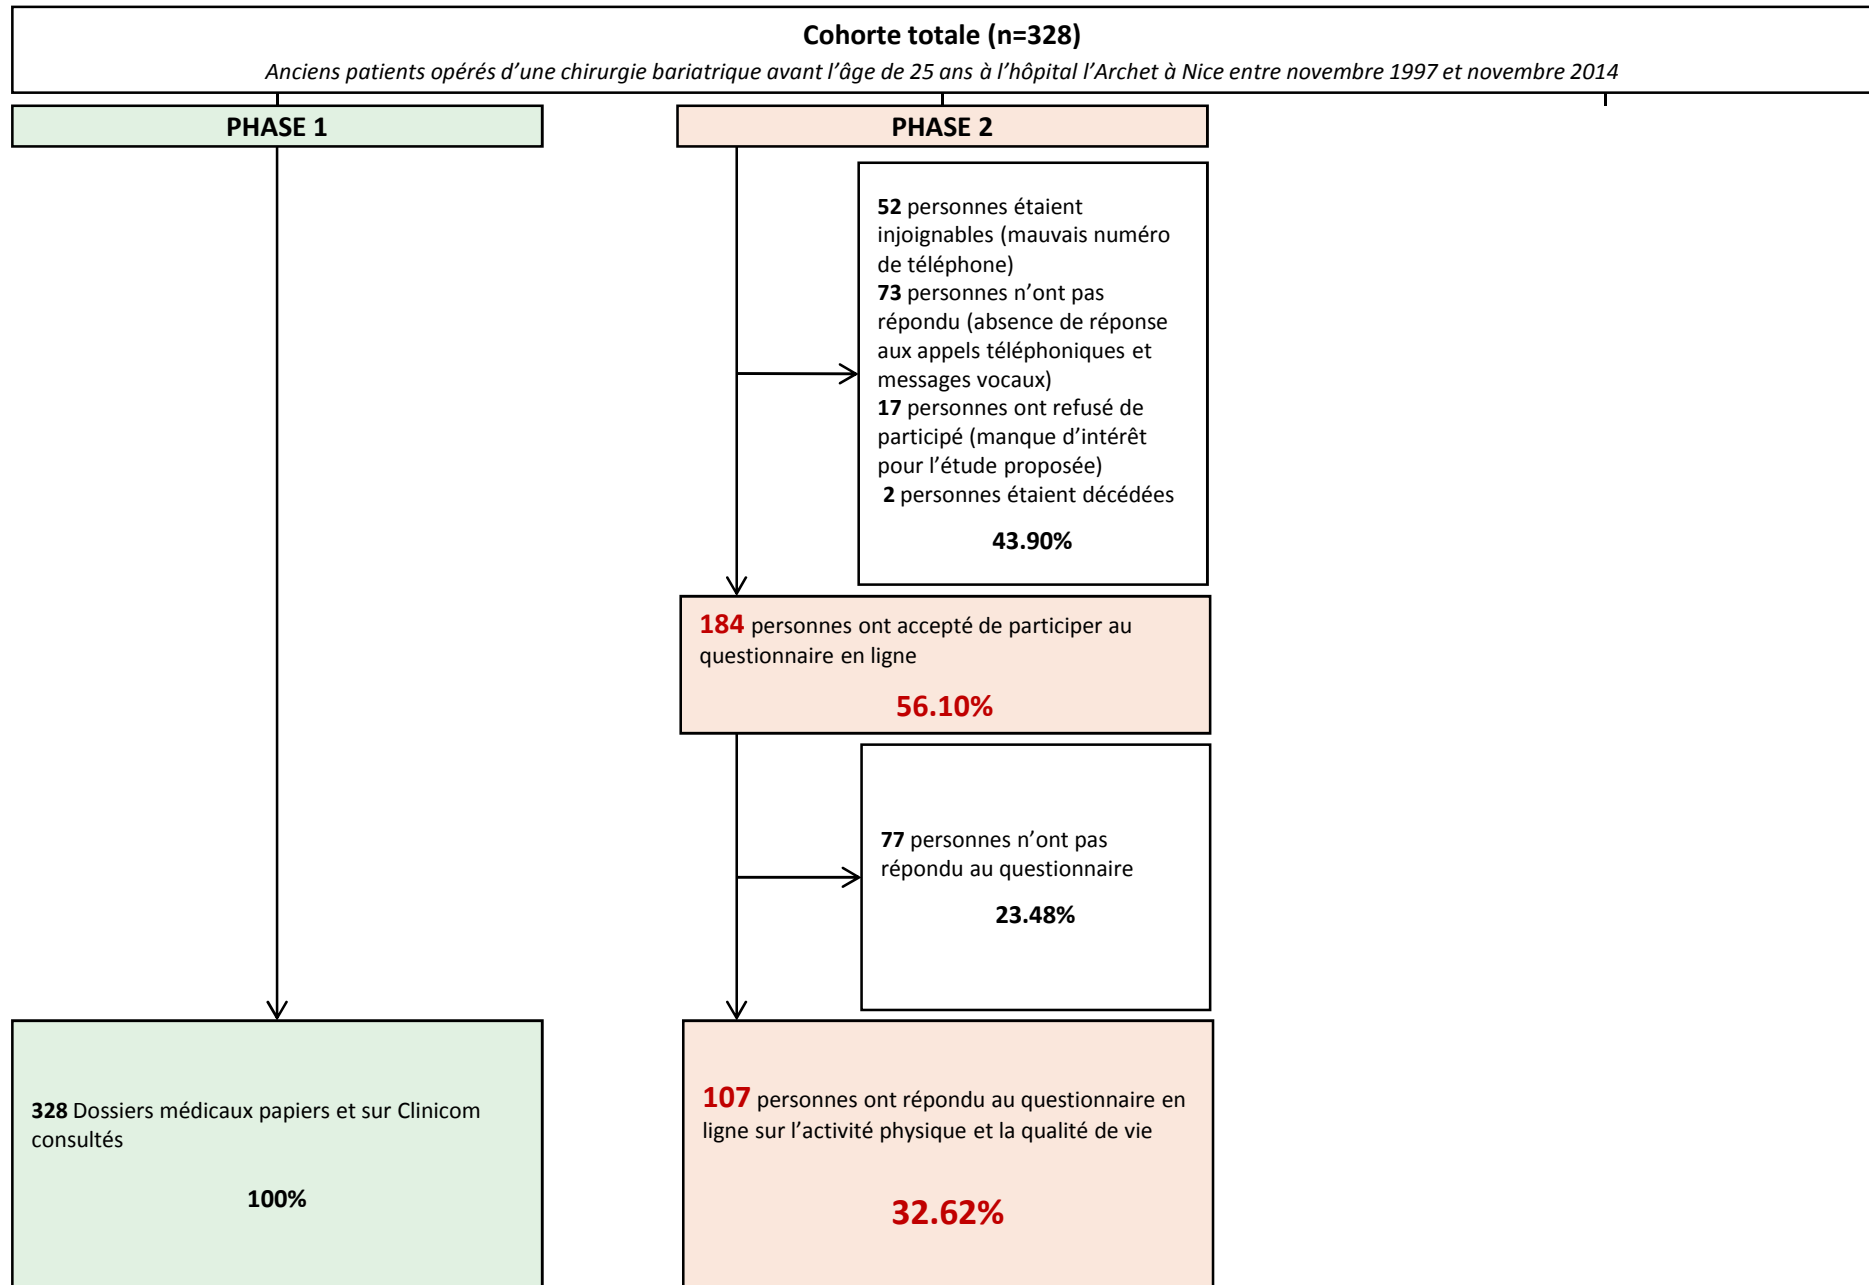 Cohorte totale (n=328)
Anciens patients opérés d’une chirurgie bariatrique avant l’âge de 25 ans à l’hôpital l’Archet à Nice entre novembre 1997 et novembre 2014
PHASE 1
328 Dossiers médicaux papiers et sur Clinicom
consultés
100%
PHASE 2
52 personnes étaient
injoignables (mauvais numéro
de téléphone)
73 personnes n’ont pas
répondu (absence de réponse
aux appels téléphoniques et
messages vocaux)
17 personnes ont refusé de
participé (manque d’intérêt
pour l’étude proposée)
2 personnes étaient décédées
43.90%
184 personnes ont accepté de participer au
questionnaire en ligne
56.10%
77 personnes n’ont pas
répondu au questionnaire
23.48%
107 personnes ont répondu au questionnaire en
ligne sur l’activité physique et la qualité de vie
32.62%